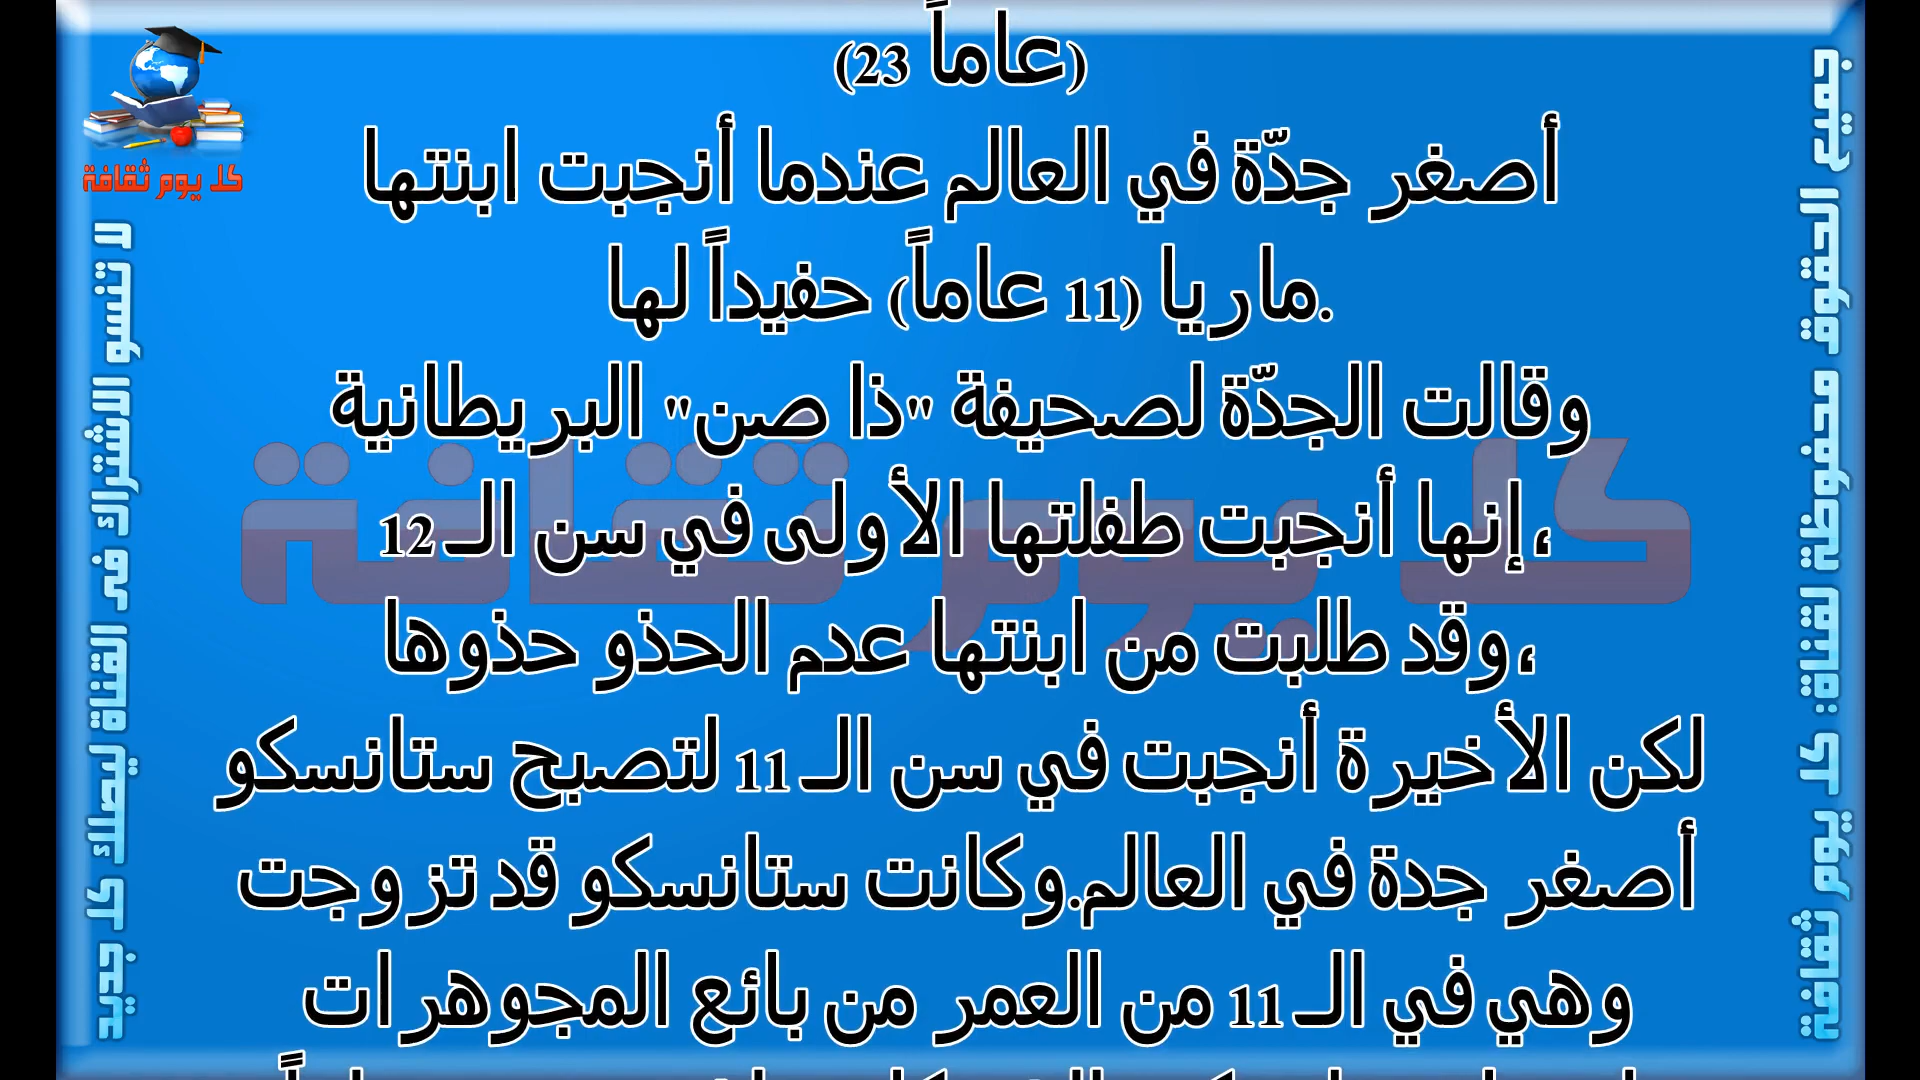 (23 عاماً)
أصغر جدّة في العالم عندما أنجبت ابنتها
ماريا (11 عاماً) حفيداً لها.
وقالت الجدّة لصحيفة "ذا صن" البريطانية
إنها أنجبت طفلتها الأولى في سن الـ 12،
وقد طلبت من ابنتها عدم الحذو حذوها،
لكن الأخيرة أنجبت في سن الـ 11 لتصبح ستانسكو
أصغر جدة في العالم.وكانت ستانسكو قد تزوجت
وهي في الـ 11 من العمر من بائع المجوهرات
جميع الحقوق محفوظة لقناة: كل يوم ثقافة
لا تنسو الاشتراك فى القناة ليصلك كل جديد
كل يوم ثقافة
كل يوم ثقافة